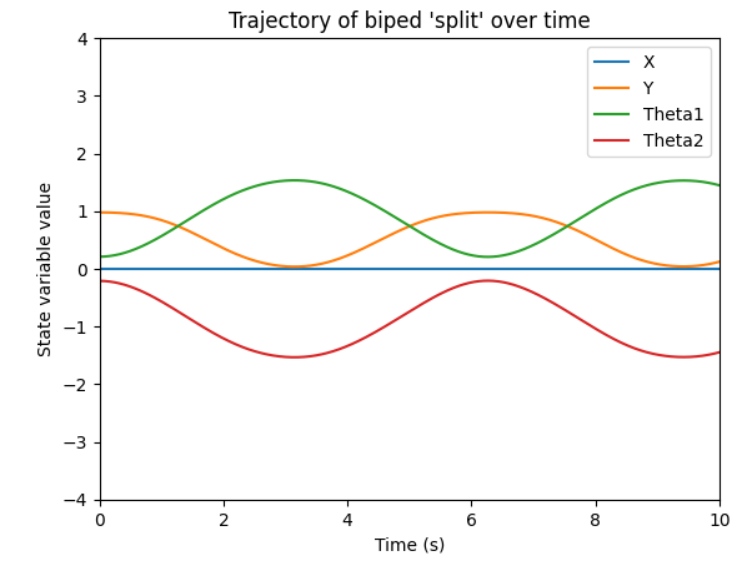 Trajectory of biped 'split' over time
4
3
2
1
0
−1
−2
−3
−4
State variable value
X
Y
Theta1
Theta2
0 2 4 6 8 10
Time (s)